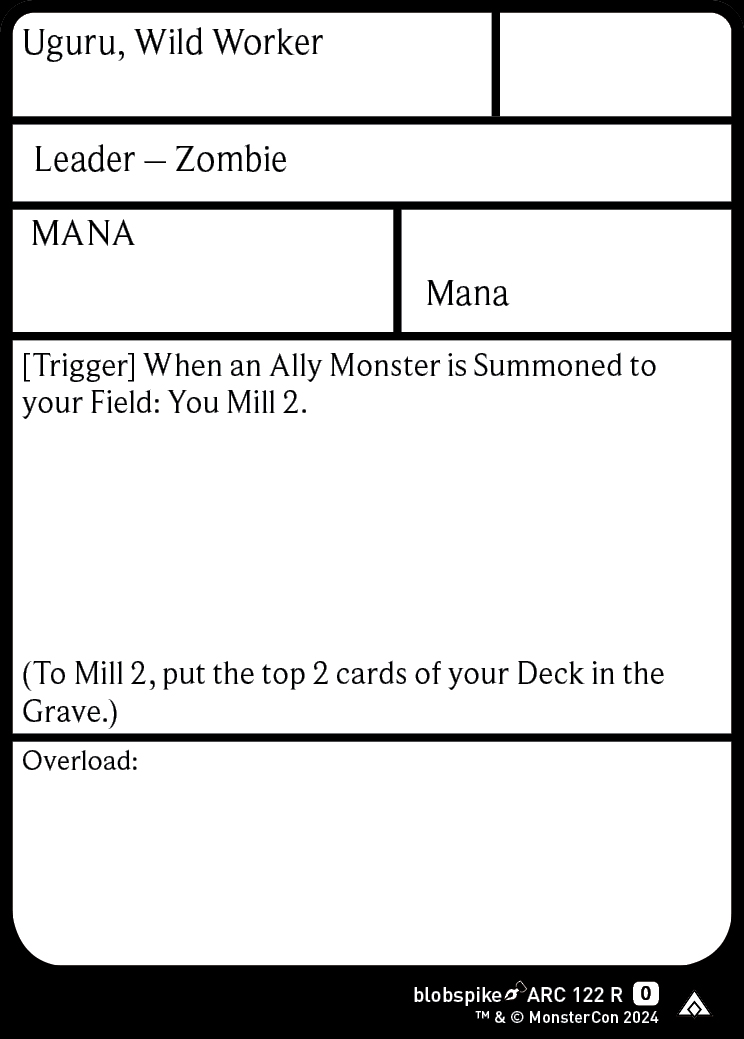 Uguru, Wild Worker
Leader – Zombie
MANA
Mana
[Trigger] When an Ally Monster is Summoned to
your Field: You Mill 2.
(To Mill 2, put the top 2 cards of your Deck in the
Grave.)
Overload:
blobspike ARC 122 R 0
™ & © MonsterCon 2024